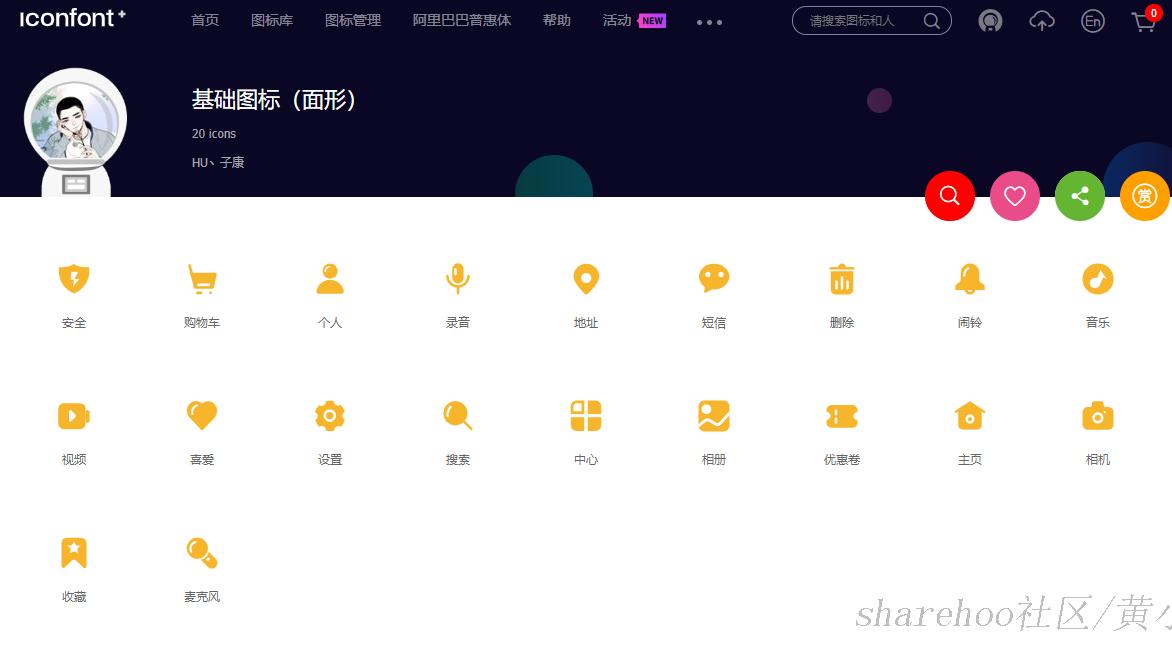 iconfont+
首页 图标库 图标管理 阿里巴巴普惠体 帮助 活动 NEW 请搜索图标和人 En 0
基础图标（面形）
20 icons
HU丶子康
赏
安全 购物车 个人 录音 地址 短信 删除 闹铃 音乐
视频 喜爱 设置 搜索 中心 相册 优惠卷 主页 相机
收藏 麦克风
sharehoo社区/黄小